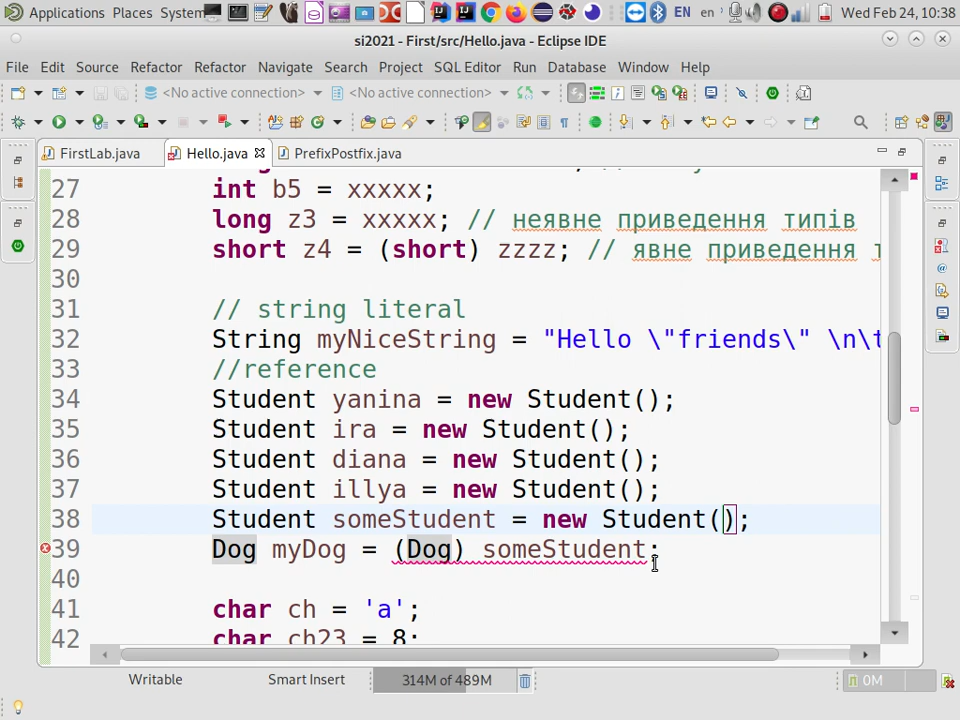 Applications Places System EN en Wed Feb 24, 10:38
si2021 - First/src/Hello.java - Eclipse IDE
File Edit Source Refactor Refactor Navigate Search Project SQL Editor Run Database Window Help
<No active connection> <No active connection>
FirstLab.java Hello.java PrefixPostfix.java
27 int b5 = xxxxx;
28 long z3 = xxxxx; // неявне приведення типів
29 short z4 = (short) zzzz; // явне приведення т
30
31 // string literal
32 String myNiceString = "Hello \"friends\" \n\t
33 //reference
34 Student yanina = new Student();
35 Student ira = new Student();
36 Student diana = new Student();
37 Student illya = new Student();
38 Student someStudent = new Student();
39 Dog myDog = (Dog) someStudent;
40
41 char ch = 'a';
42 char ch23 = 8;
Writable Smart Insert 314M of 489M 0M